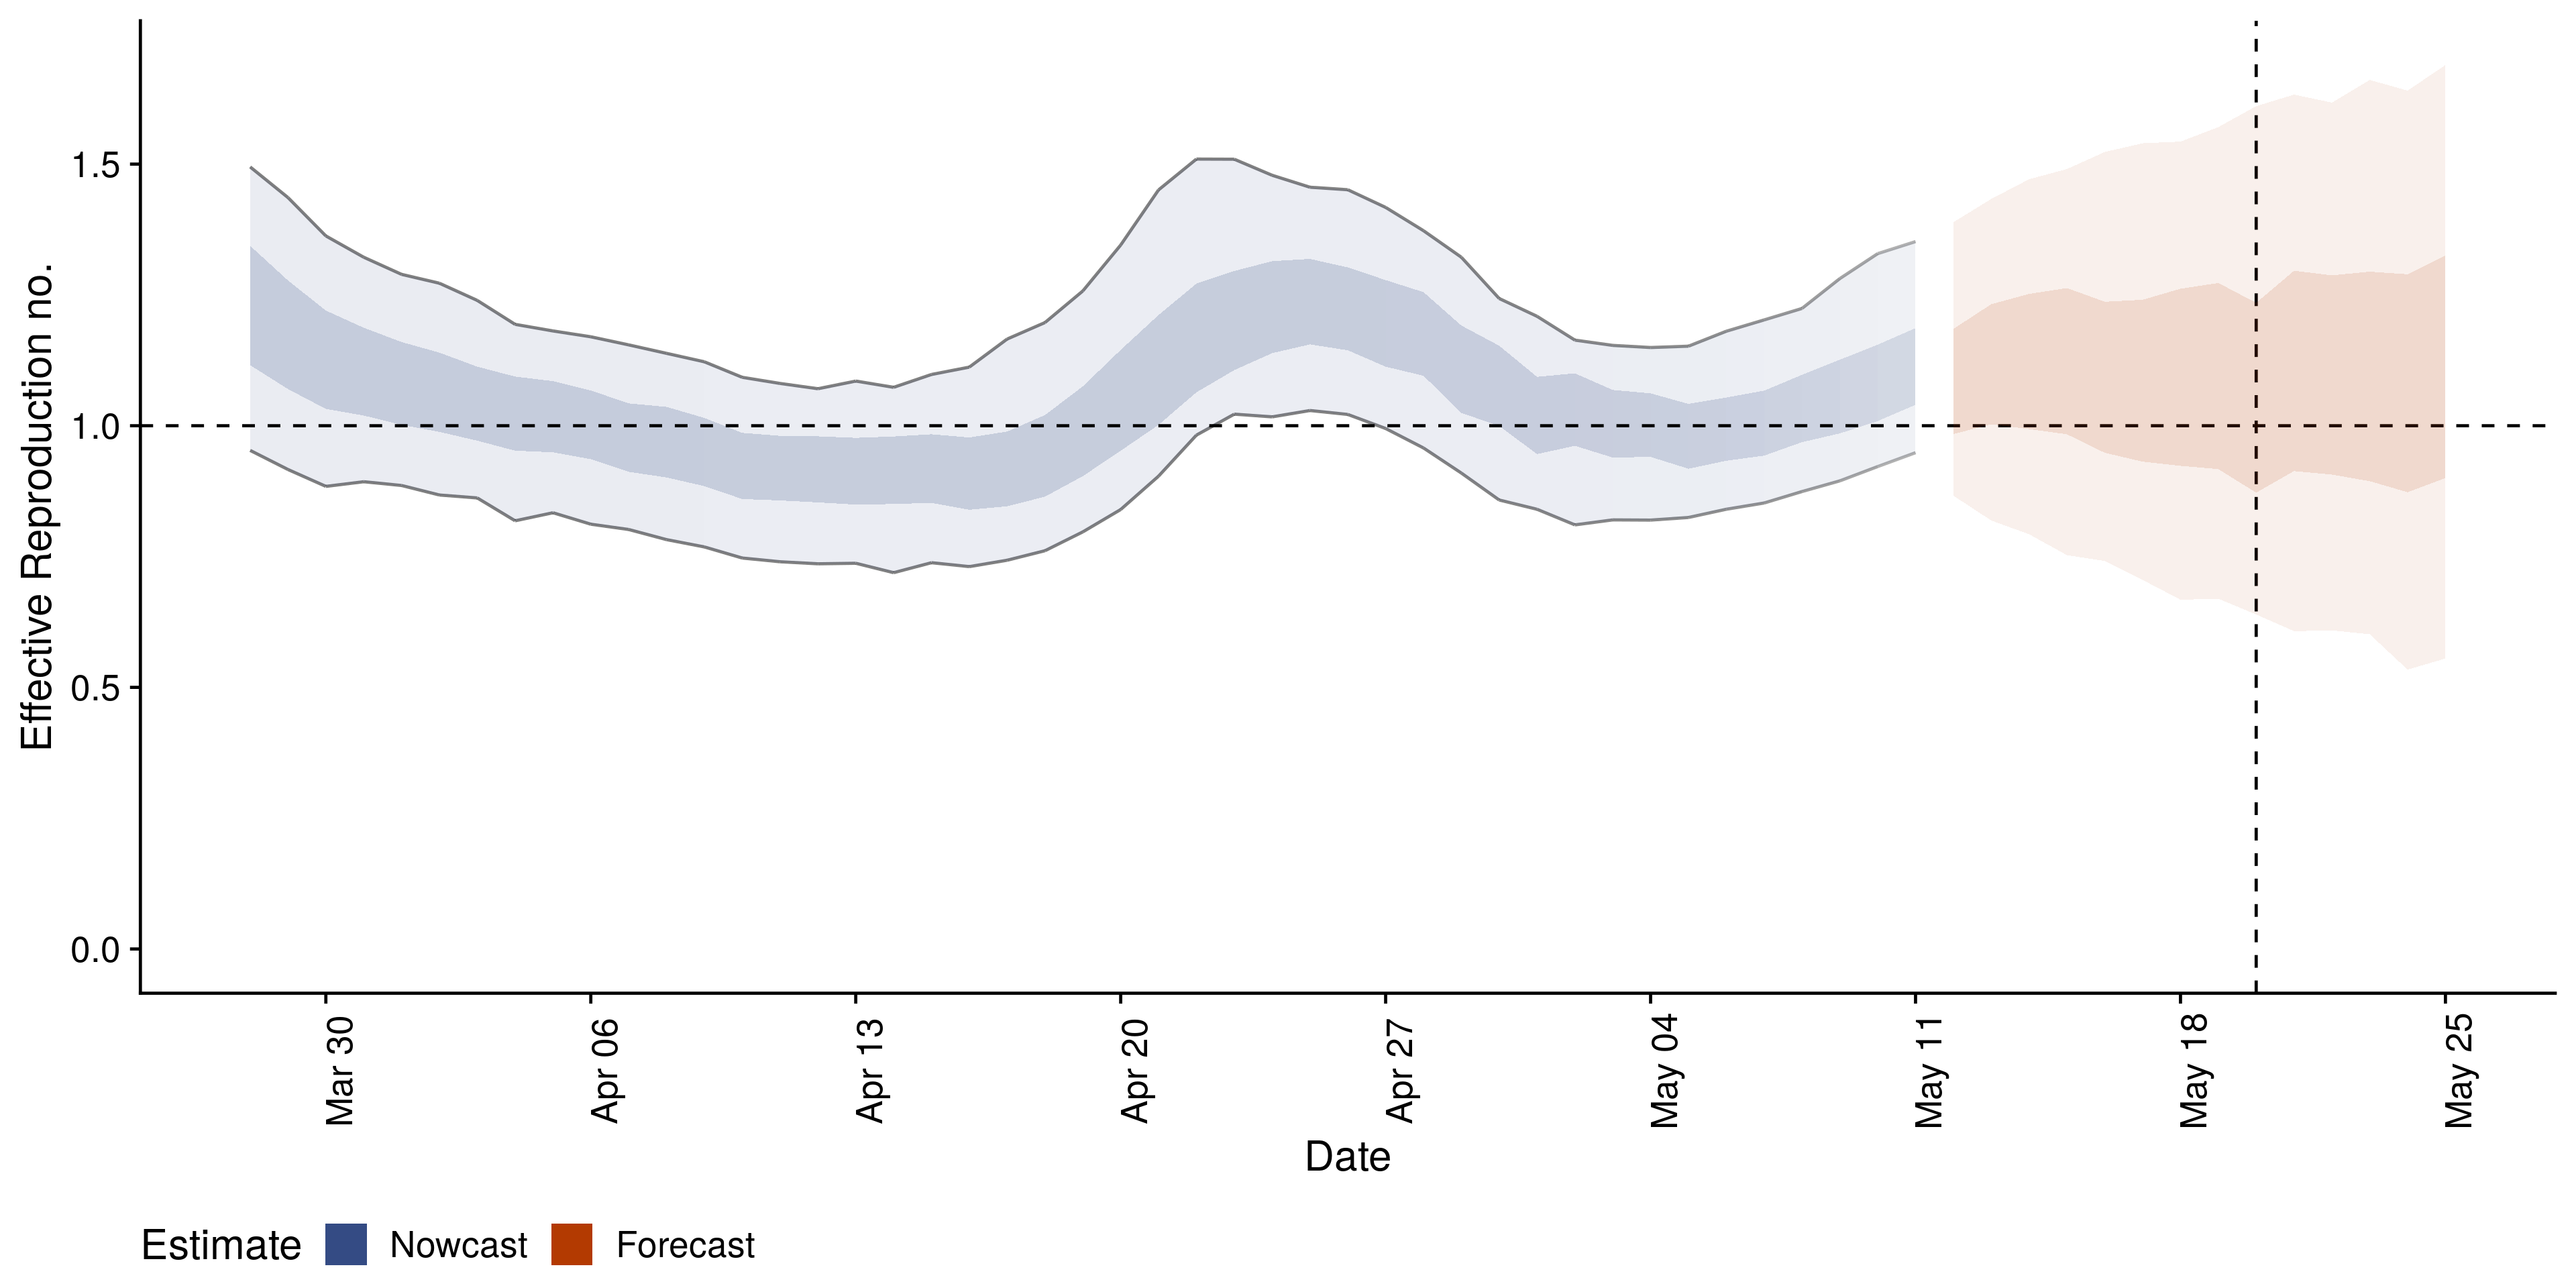 Effective Reproduction no.
1.5
1.0
0.5
0.0
Mar 30
Apr 06
Apr 13
Apr 20
Apr 27
May 04
May 11
May 18
May 25
Date
Estimate Nowcast Forecast